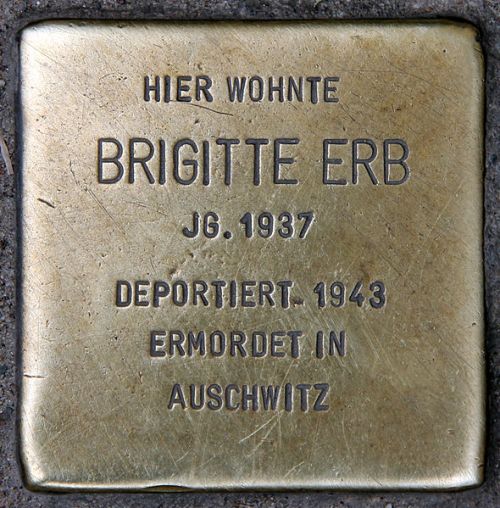 HIER WOHNTE
BRIGITTE ERB
JG. 1937
DEPORTIERT 1943
ERMORDET IN
AUSCHWITZ